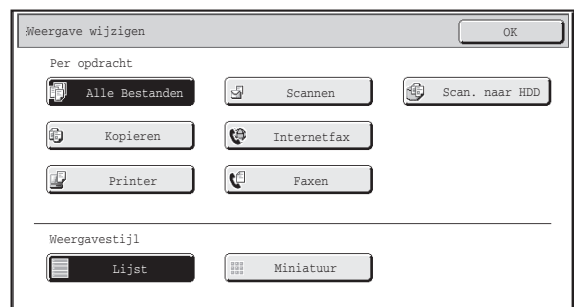 Weergave wijzigen
OK
Per opdracht
Alle Bestanden
Scannen
Scan. naar HDD
Kopieren
Internetfax
Printer
Faxen
Weergavestijl
Lijst
Miniatuur